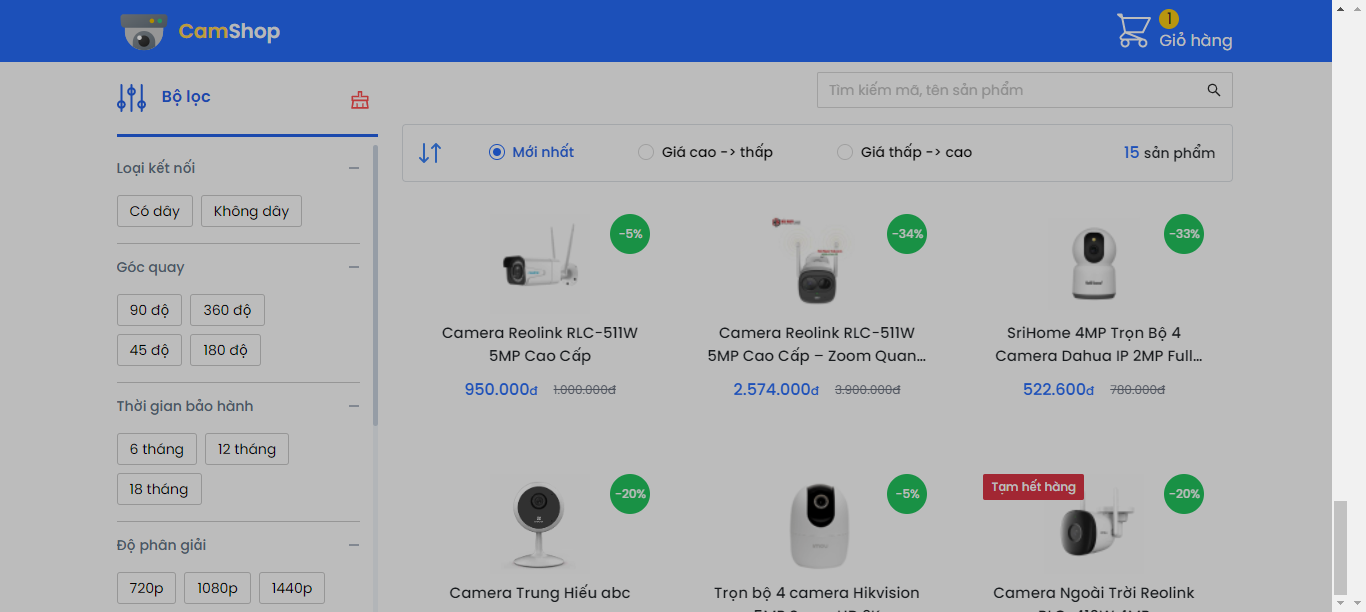 CamShop
1
Giỏ hàng
Bộ lọc
Tìm kiếm mã, tên sản phẩm
Mới nhất
Giá cao -> thấp
Giá thấp -> cao
15 sản phẩm
Loại kết nối
Có dây
Không dây
Góc quay
90 độ
360 độ
45 độ
180 độ
Thời gian bảo hành
6 tháng
12 tháng
18 tháng
Độ phân giải
720p
1080p
1440p
-5%
Camera Reolink RLC-511W
5MP Cao Cấp
950.000đ
1.000.000đ
-34%
Camera Reolink RLC-511W
5MP Cao Cấp – Zoom Quan...
2.574.000đ
3.900.000đ
-33%
SriHome 4MP Trọn Bộ 4
Camera Dahua IP 2MP Full...
522.600đ
780.000đ
-20%
Camera Trung Hiếu abc
-5%
Trọn bộ 4 camera Hikvision
Tạm hết hàng
-20%
Camera Ngoài Trời Reolink